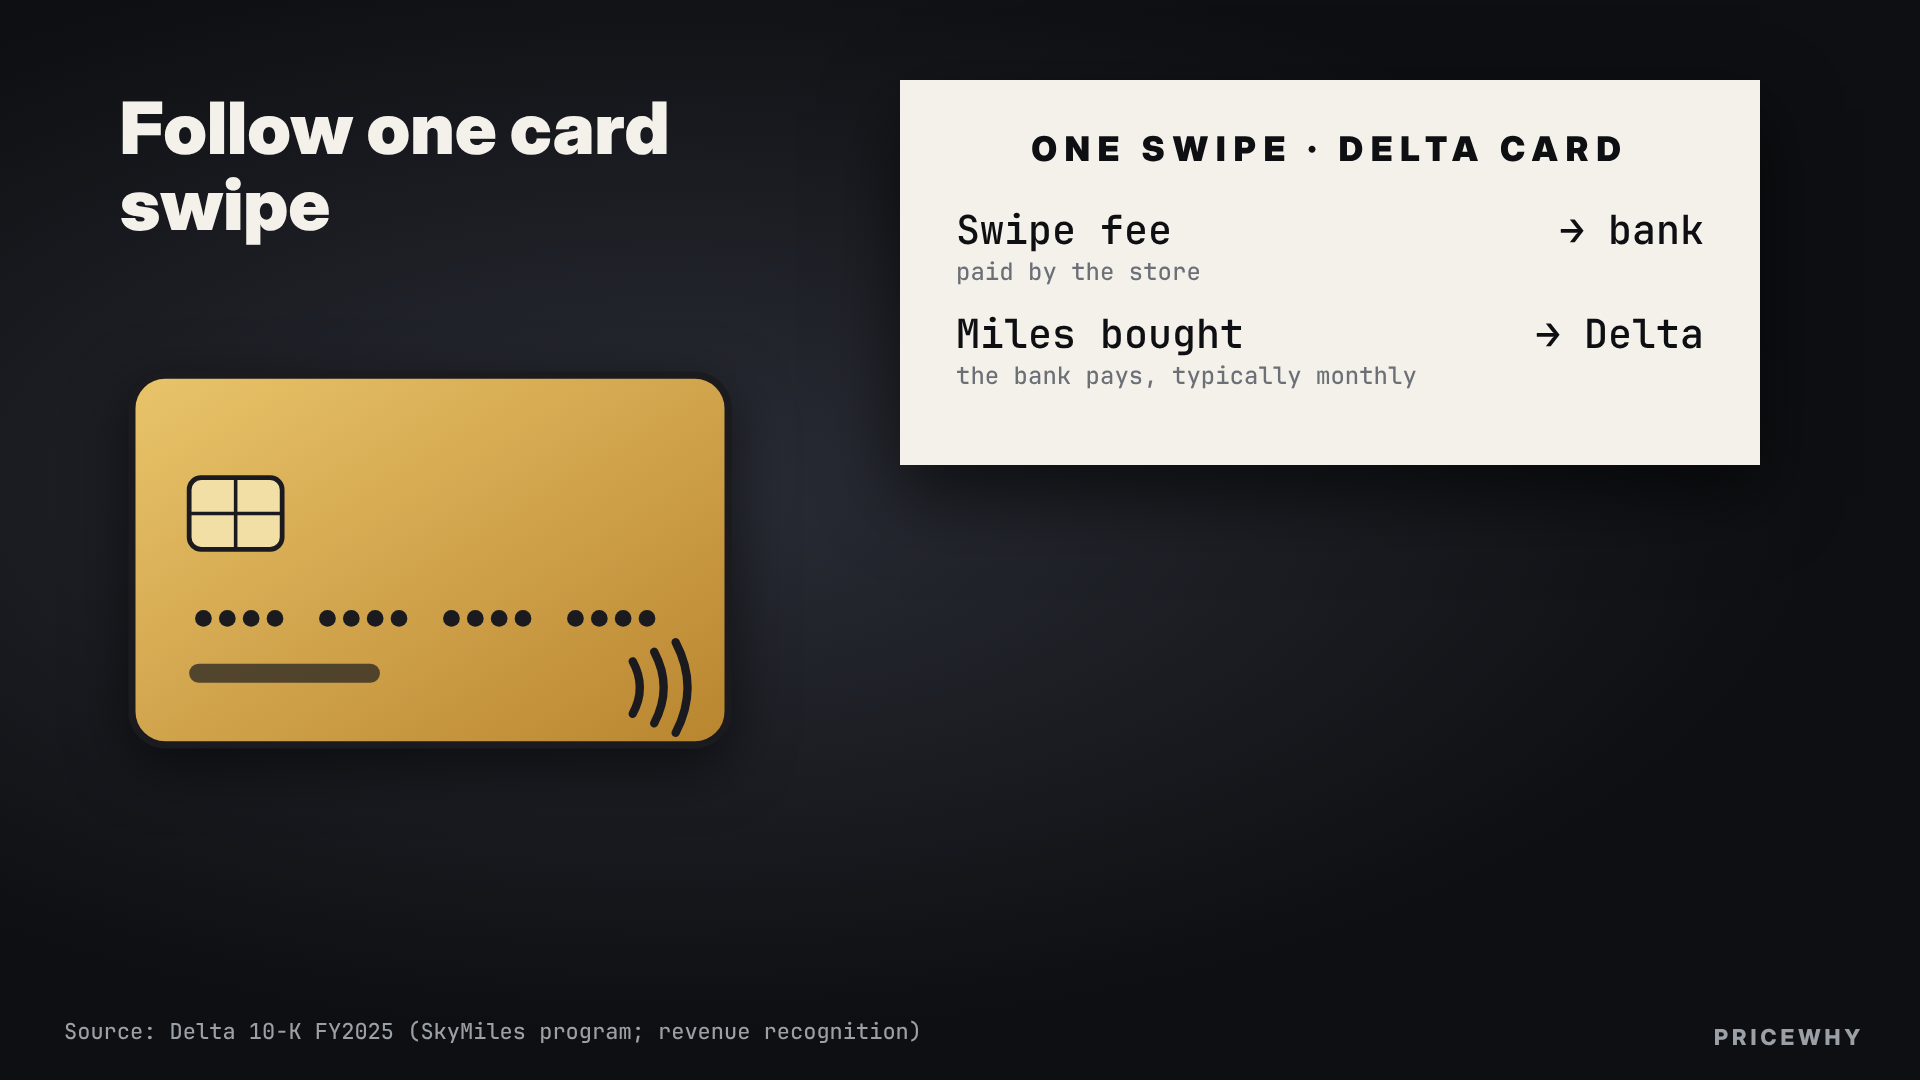 Follow one card
swipe
ONE SWIPE · DELTA CARD
Swipe fee → bank
paid by the store
Miles bought → Delta
the bank pays, typically monthly
Source: Delta 10-K FY2025 (SkyMiles program; revenue recognition)
PRICEWHY